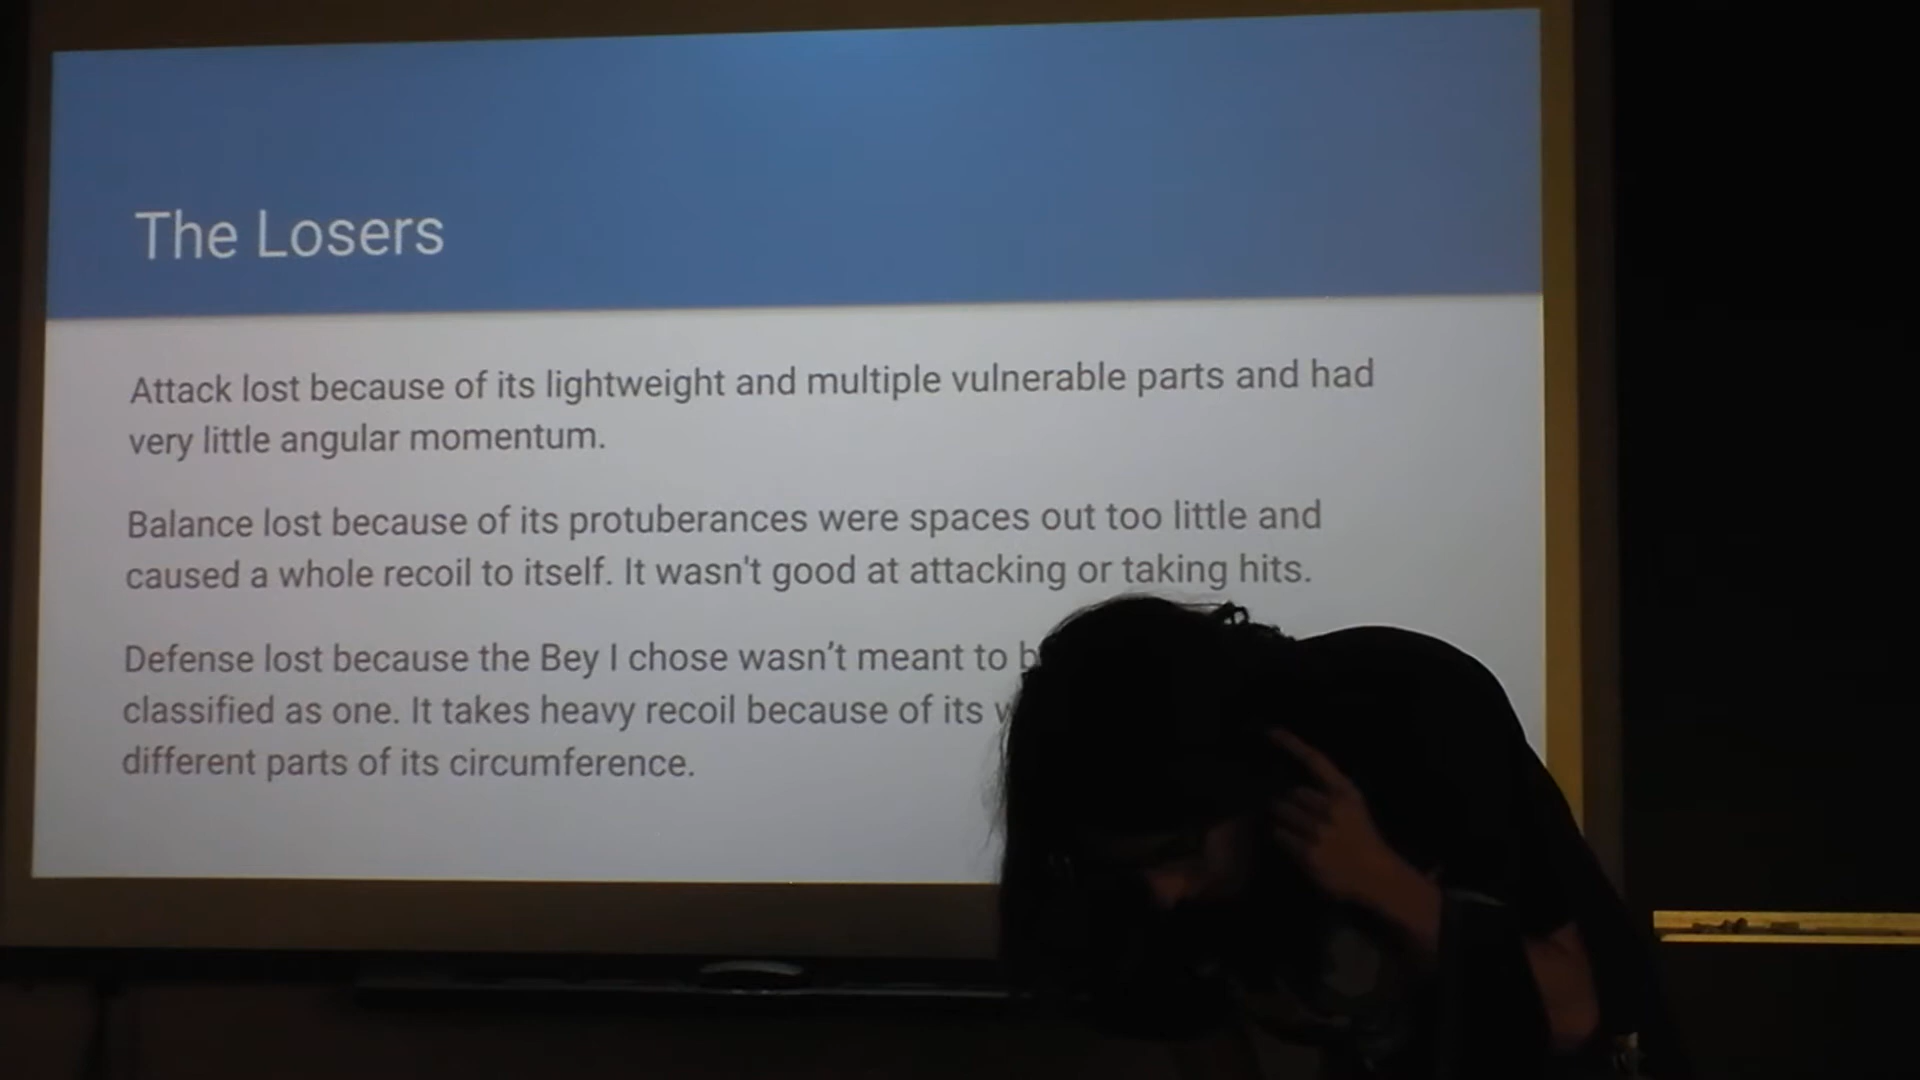 The Losers
Attack lost because of its lightweight and multiple vulnerable parts and had
very little angular momentum.
Balance lost because of its protuberances were spaces out too little and
caused a whole recoil to itself. It wasn't good at attacking or taking hits.
Defense lost because the Bey I chose wasn't meant to
classified as one. It takes heavy recoil because of its
different parts of its circumference.